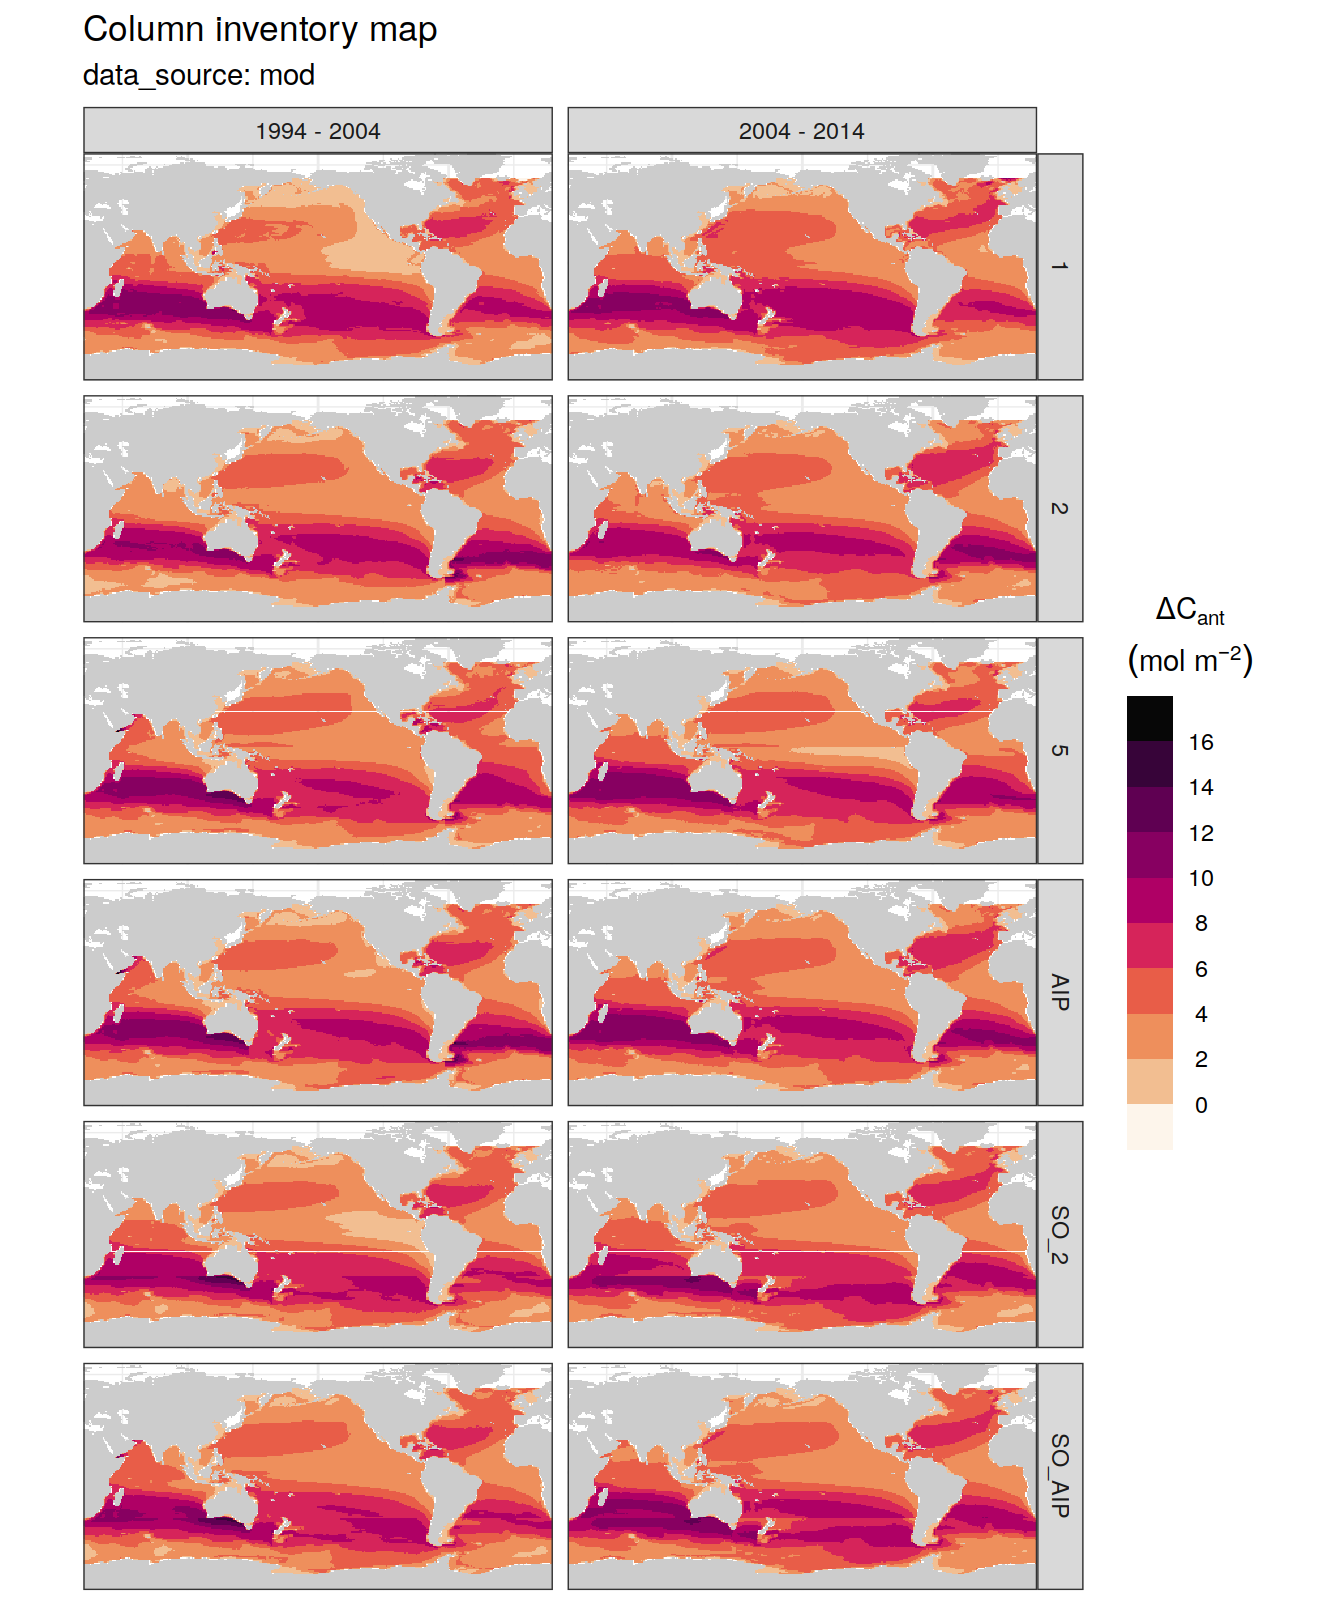 Column inventory map
data_source: mod
1994 - 2004
2004 - 2014
1
2
5
AIP
SO_2
SO_AIP
ΔCant
(mol m−2)
16
14
12
10
8
6
4
2
0